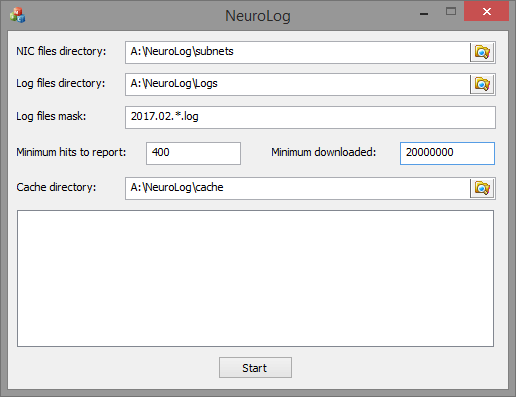 NeuroLog
NIC files directory: A:\NeuroLog\subnets
Log files directory: A:\NeuroLog\Logs
Log files mask: 2017.02.*.log
Minimum hits to report: 400 Minimum downloaded: 20000000
Cache directory: A:\NeuroLog\cache
Start